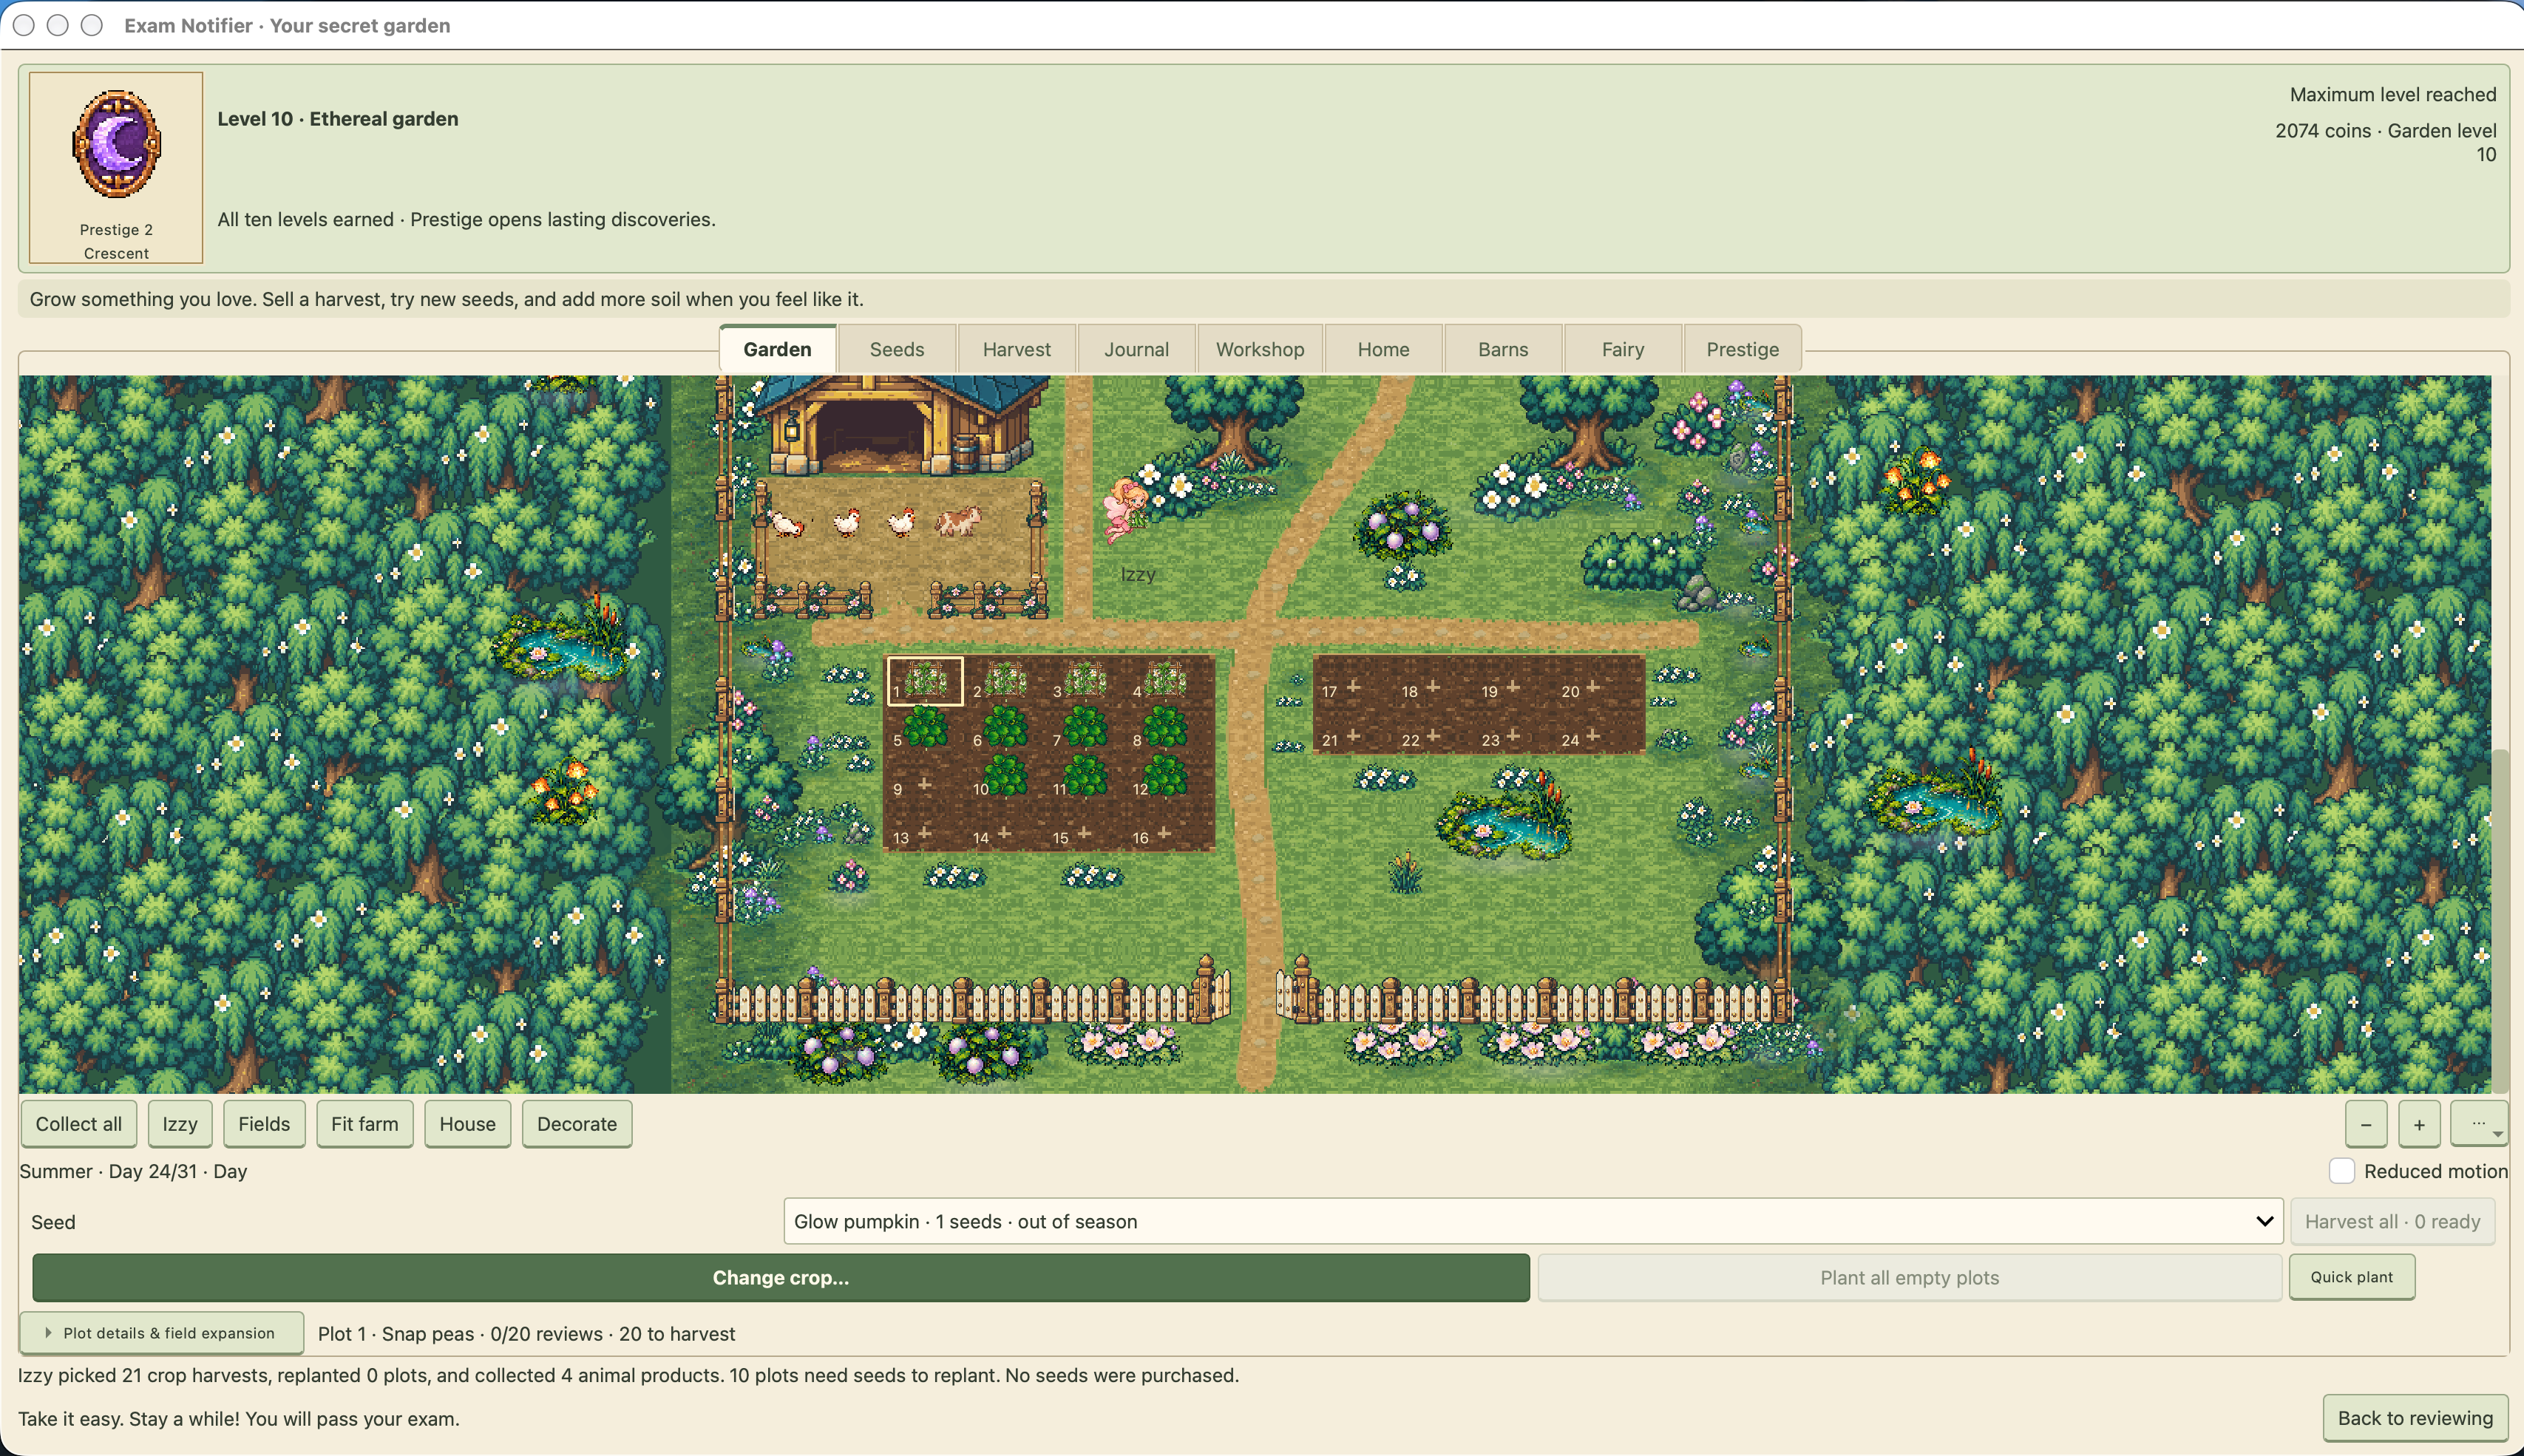 Exam Notifier · Your secret garden
Level 10 · Ethereal garden
Maximum level reached
2074 coins · Garden level
10
Prestige 2
Crescent
All ten levels earned · Prestige opens lasting discoveries.
Grow something you love. Sell a harvest, try new seeds, and add more soil when you feel like it.
Garden Seeds Harvest Journal Workshop Home Barns Fairy Prestige
Izzy
1 2 3 4 17 18 19 20
5 6 7 8 21 22 23 24
9 10 11 12
13 14 15 16
Collect all Izzy Fields Fit farm House Decorate − + ...
Summer · Day 24/31 · Day Reduced motion
Seed Glow pumpkin · 1 seeds · out of season Harvest all · 0 ready
Change crop... Plant all empty plots Quick plant
Plot details & field expansion Plot 1 · Snap peas · 0/20 reviews · 20 to harvest
Izzy picked 21 crop harvests, replanted 0 plots, and collected 4 animal products. 10 plots need seeds to replant. No seeds were purchased.
Take it easy. Stay a while! You will pass your exam. Back to reviewing